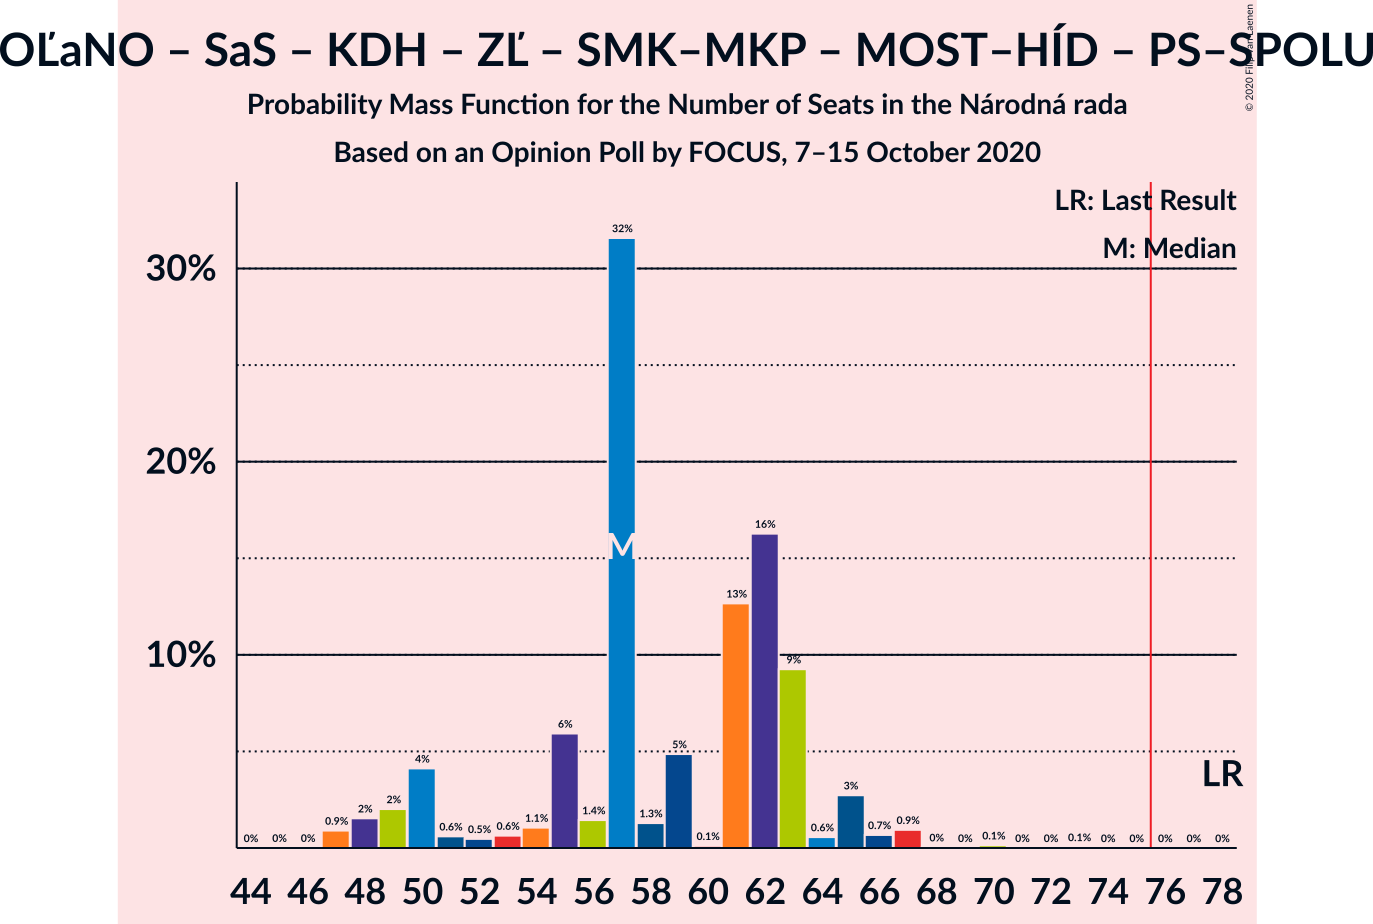 OĽaNO – SaS – KDH – ZĽ – SMK–MKP – MOST–HÍD – PS–SPOLU
© 2020 Filip van Laenen
Probability Mass Function for the Number of Seats in the Národná rada
Based on an Opinion Poll by FOCUS, 7–15 October 2020
LR: Last Result
M: Median
30%
20%
10%
0% 0% 0% 0.9% 2% 2% 4% 0.6% 0.5% 0.6% 1.1% 6% 1.4% 32% 1.3% 5% 0.1% 13% 16% 9% 0.6% 3% 0.7% 0.9% 0% 0% 0.1% 0% 0% 0.1% 0% 0% 0% 0% 0%
M
LR
44 46 48 50 52 54 56 58 60 62 64 66 68 70 72 74 76 78